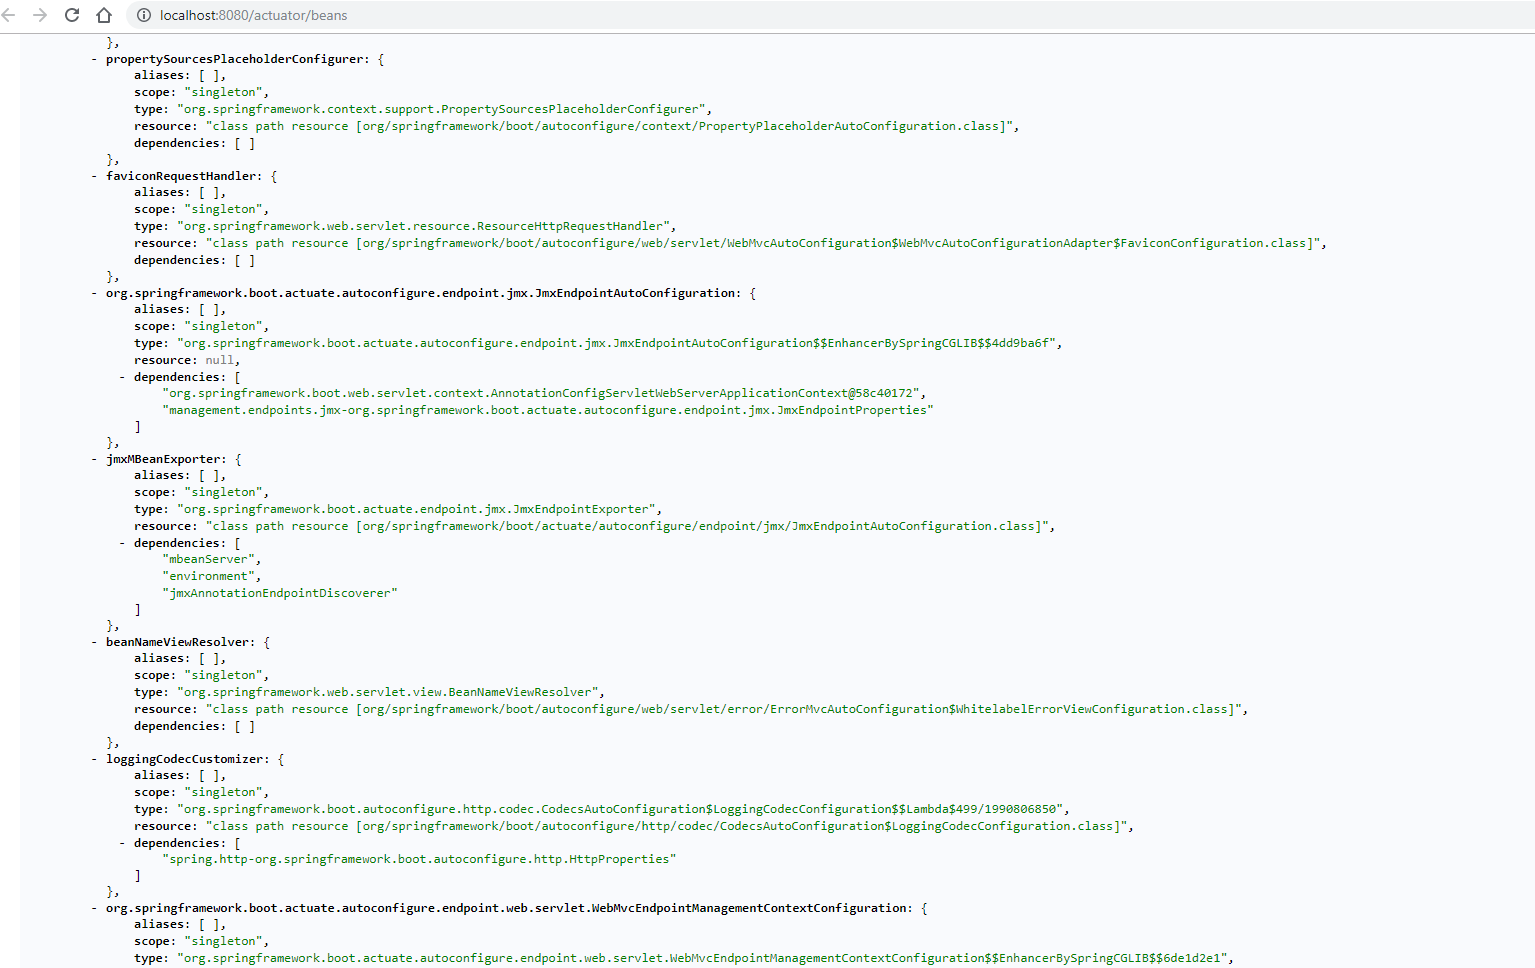 localhost:8080/actuator/beans
},
- propertySourcesPlaceholderConfigurer: {
aliases: [ ],
scope: "singleton",
type: "org.springframework.context.support.PropertySourcesPlaceholderConfigurer",
resource: "class path resource [org/springframework/boot/autoconfigure/context/PropertyPlaceholderAutoConfiguration.class]",
dependencies: [ ]
},
- faviconRequestHandler: {
aliases: [ ],
scope: "singleton",
type: "org.springframework.web.servlet.resource.ResourceHttpRequestHandler",
resource: "class path resource [org/springframework/boot/autoconfigure/web/servlet/WebMvcAutoConfiguration$WebMvcAutoConfigurationAdapter$FaviconConfiguration.class]",
dependencies: [ ]
},
- org.springframework.boot.actuate.autoconfigure.endpoint.jmx.JmxEndpointAutoConfiguration: {
aliases: [ ],
scope: "singleton",
type: "org.springframework.boot.actuate.autoconfigure.endpoint.jmx.JmxEndpointAutoConfiguration$$EnhancerBySpringCGLIB$$4dd9ba6f",
resource: null,
- dependencies: [
"org.springframework.boot.web.servlet.context.AnnotationConfigServletWebServerApplicationContext@58c40172",
"management.endpoints.jmx-org.springframework.boot.actuate.autoconfigure.endpoint.jmx.JmxEndpointProperties"
]
},
- jmxMBeanExporter: {
aliases: [ ],
scope: "singleton",
type: "org.springframework.boot.actuate.endpoint.jmx.JmxEndpointExporter",
resource: "class path resource [org/springframework/boot/actuate/autoconfigure/endpoint/jmx/JmxEndpointAutoConfiguration.class]",
- dependencies: [
"mbeanServer",
"environment",
"jmxAnnotationEndpointDiscoverer"
]
},
- beanNameViewResolver: {
aliases: [ ],
scope: "singleton",
type: "org.springframework.web.servlet.view.BeanNameViewResolver",
resource: "class path resource [org/springframework/boot/autoconfigure/web/servlet/error/ErrorMvcAutoConfiguration$WhitelabelErrorViewConfiguration.class]",
dependencies: [ ]
},
- loggingCodecCustomizer: {
aliases: [ ],
scope: "singleton",
type: "org.springframework.boot.autoconfigure.http.codec.CodecsAutoConfiguration$LoggingCodecConfiguration$$Lambda$499/1990806850",
resource: "class path resource [org/springframework/boot/autoconfigure/http/codec/CodecsAutoConfiguration$LoggingCodecConfiguration.class]",
- dependencies: [
"spring.http-org.springframework.boot.autoconfigure.http.HttpProperties"
]
},
- org.springframework.boot.actuate.autoconfigure.endpoint.web.servlet.WebMvcEndpointManagementContextConfiguration: {
aliases: [ ],
scope: "singleton",
type: "org.springframework.boot.actuate.autoconfigure.endpoint.web.servlet.WebMvcEndpointManagementContextConfiguration$$EnhancerBySpringCGLIB$$6de1d2e1",